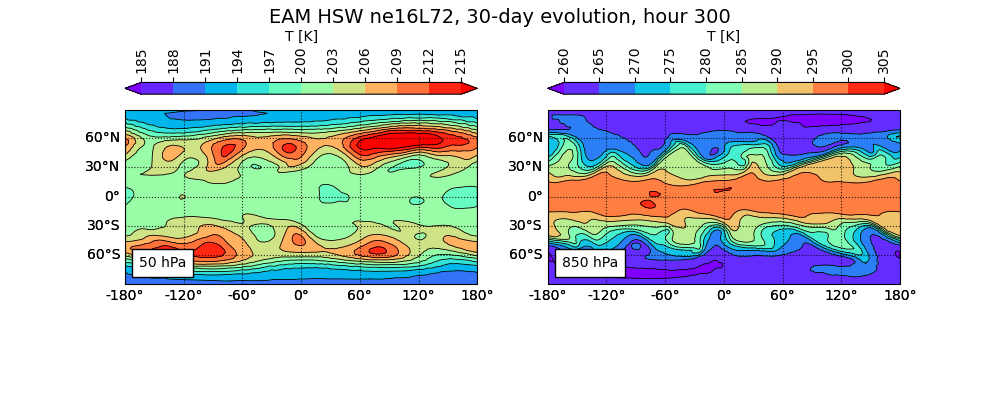 EAM HSW ne16L72, 30-day evolution, hour 300
T [K]
185 188 191 194 197 200 203 206 209 212 215
60°N
30°N
0°
30°S
60°S
50 hPa
-180° -120° -60° 0° 60° 120° 180°
T [K]
260 265 270 275 280 285 290 295 300 305
60°N
30°N
0°
30°S
60°S
850 hPa
-180° -120° -60° 0° 60° 120° 180°